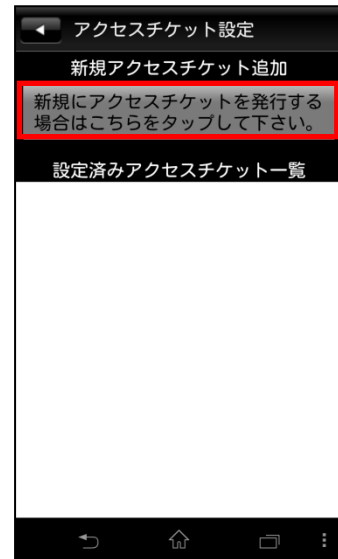 アクセスチケット設定
新規アクセスチケット追加
新規にアクセスチケットを発行する
場合はこちらをタップして下さい。
設定済みアクセスチケット一覧